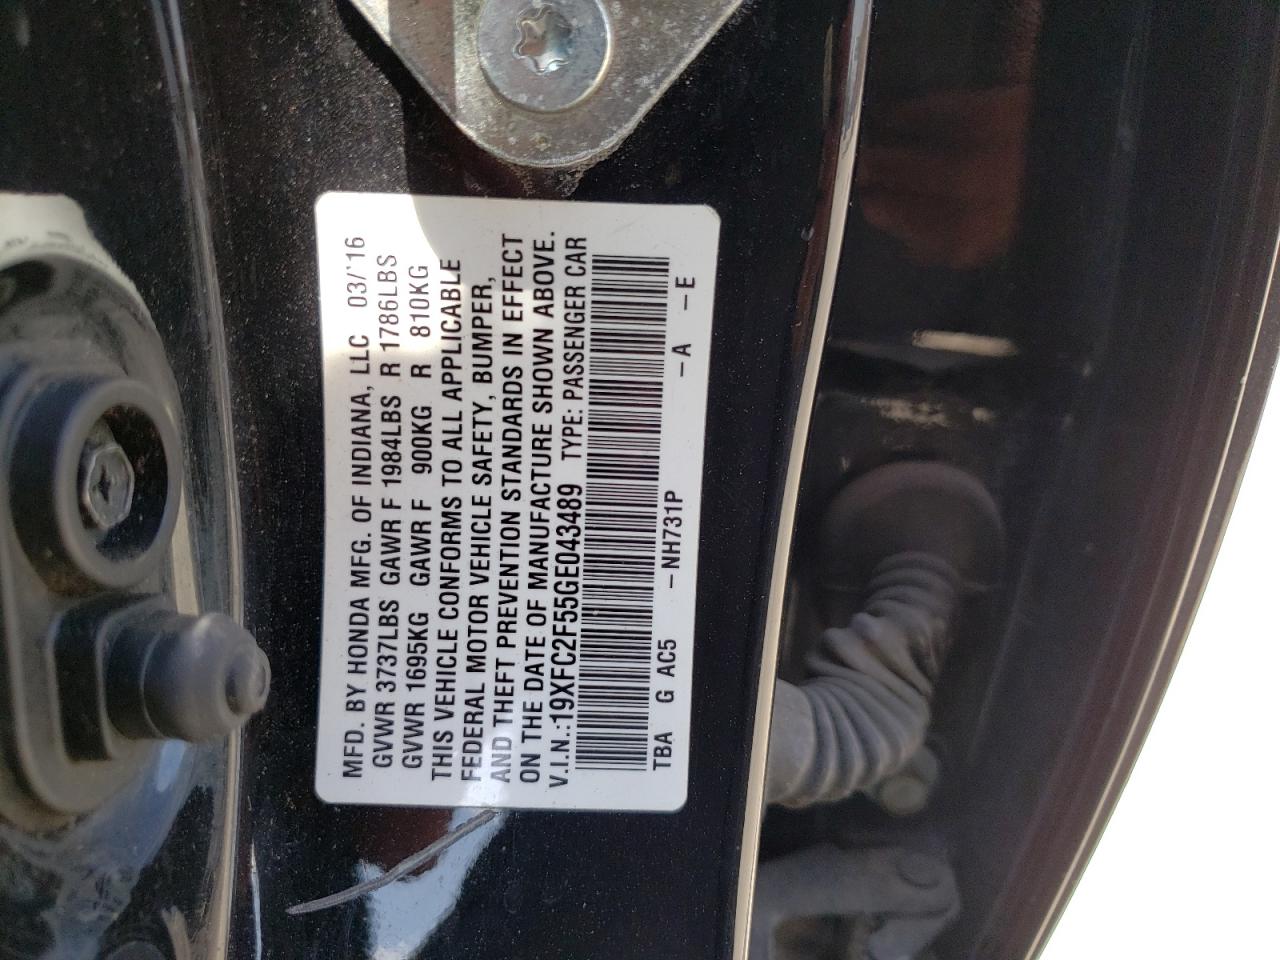 MFD. BY HONDA MFG. OF INDIANA, LLC 03/'16
GVWR 3737LBS GAWR F 1984LBS R 1786LBS
GVWR 1695KG GAWR F 900KG R 810KG
THIS VEHICLE CONFORMS TO ALL APPLICABLE
FEDERAL MOTOR VEHICLE SAFETY, BUMPER,
AND THEFT PREVENTION STANDARDS IN EFFECT
ON THE DATE OF MANUFACTURE SHOWN ABOVE.
V.I.N.:19XFC2F55GE043489 TYPE: PASSENGER CAR
TBA G AC5 -NH731P -A -E